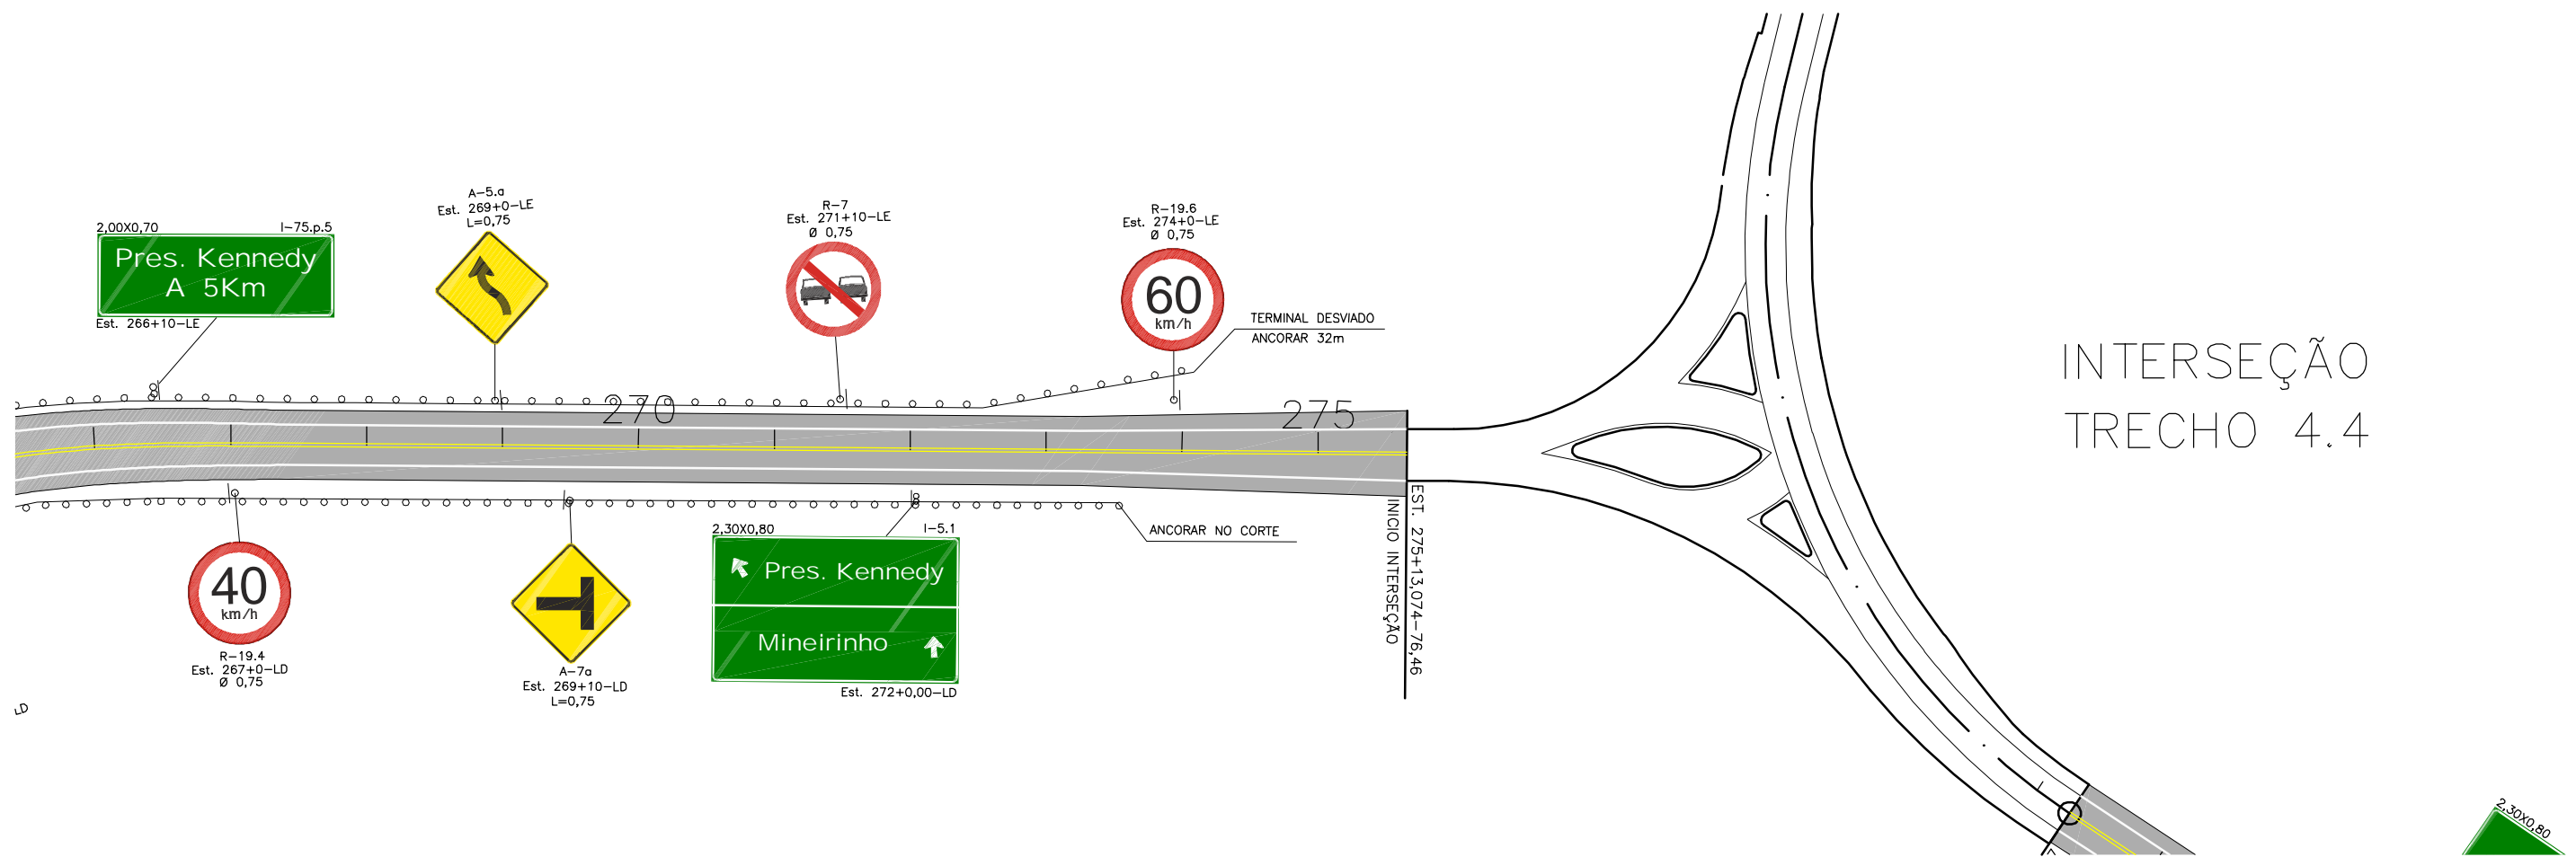 2,00X0,70
I-75.p.5
Pres. Kennedy
A 5Km
Est. 266+10-LE
A-5.a
Est. 269+0-LE
L=0,75
R-7
Est. 271+10-LE
Ø 0,75
R-19.6
Est. 274+0-LE
Ø 0,75
60
km/h
TERMINAL DESVIADO
ANCORAR 32m
270
275
INTERSEÇÃO
TRECHO 4.4
40
km/h
R-19.4
Est. 267+0-LD
Ø 0,75
A-7a
Est. 269+10-LD
L=0,75
2,30X0,80
I-5.1
Pres. Kennedy
Mineirinho
Est. 272+0,00-LD
ANCORAR NO CORTE
EST. 275+13,074-76,46
INICIO INTERSEÇÃO
LD
2,30X0,80